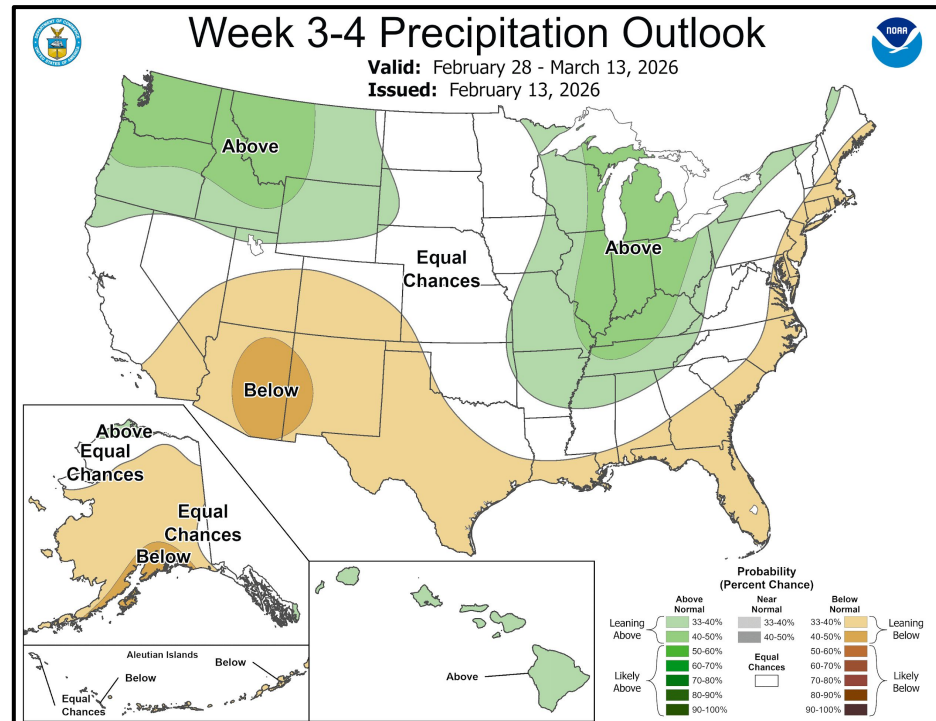 Week 3-4 Precipitation Outlook
Valid: February 28 - March 13, 2026
Issued: February 13, 2026
NOAA
Above
Equal
Chances
Above
Below
Above
Equal
Chances
Equal
Chances
Below
Aleutian Islands
Below
Below
Equal
Chances
Above
Probability
(Percent Chance)
Above
Normal
Near
Normal
Below
Normal
Leaning
Above
33-40%
40-50%
Likely
Above
50-60%
60-70%
70-80%
80-90%
90-100%
33-40%
40-50%
Equal
Chances
33-40%
40-50%
Leaning
Below
50-60%
60-70%
70-80%
80-90%
90-100%
Likely
Below